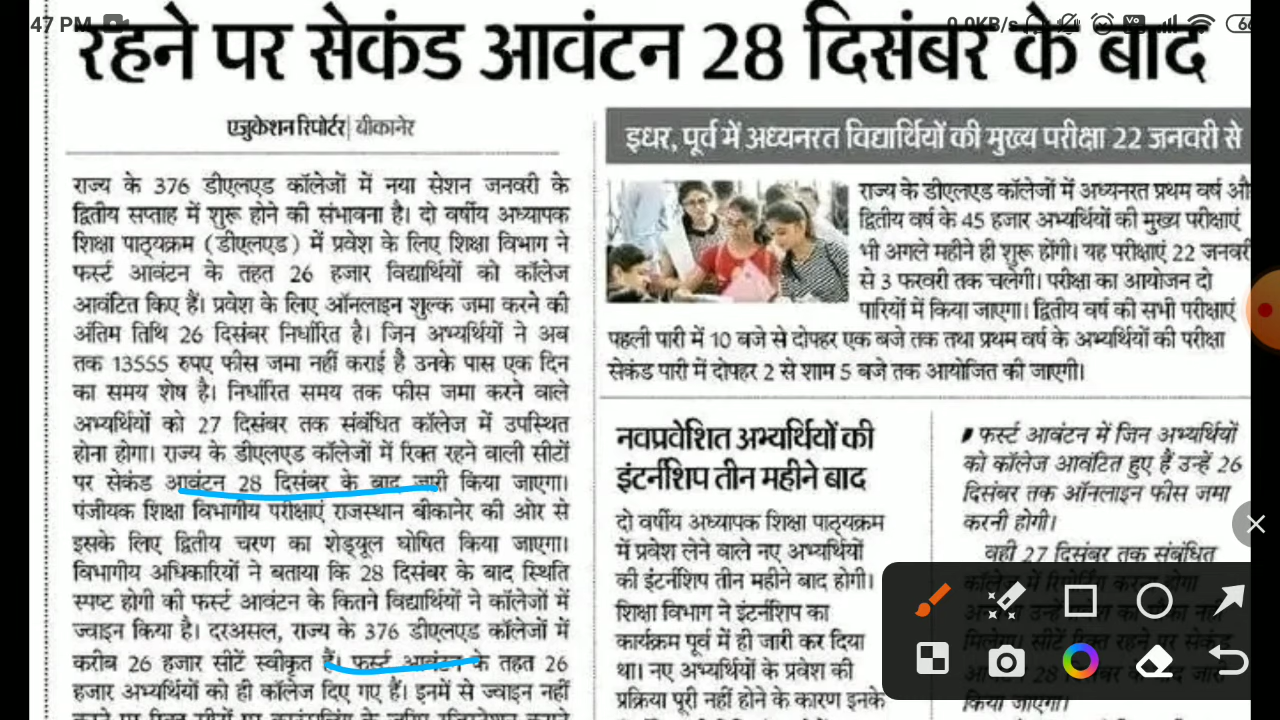 47 PM
0.0KB/s
रहने पर सेकंड आवंटन 28 दिसंबर के बाद
एजुकेशन रिपोर्टर| बीकानेर
राज्य के 376 डीएलएड कॉलेजों में नया सेशन जनवरी के
द्वितीय सप्ताह में शुरू होने की संभावना है। दो वर्षीय अध्यापक
शिक्षा पाठ्यक्रम (डीएलएड) में प्रवेश के लिए शिक्षा विभाग ने
फर्स्ट आवंटन के तहत 26 हजार विद्यार्थियों को कॉलेज
आवंटित किए हैं। प्रवेश के लिए ऑनलाइन शुल्क जमा करने की
अंतिम तिथि 26 दिसंबर निर्धारित है। जिन अभ्यर्थियों ने अब
तक 13555 रुपए फीस जमा नहीं कराई है उनके पास एक दिन
का समय शेष है। निर्धारित समय तक फीस जमा करने वाले
अभ्यर्थियों को 27 दिसंबर तक संबंधित कॉलेज में उपस्थित
होना होगा। राज्य के डीएलएड कॉलेजों में रिक्त रहने वाली सीटों
पर सेकंड आवंटन 28 दिसंबर के बाद जारी किया जाएगा।
पंजीयक शिक्षा विभागीय परीक्षाएं राजस्थान बीकानेर की ओर से
इसके लिए द्वितीय चरण का शेड्यूल घोषित किया जाएगा।
विभागीय अधिकारियों ने बताया कि 28 दिसंबर के बाद स्थिति
स्पष्ट होगी की फर्स्ट आवंटन के कितने विद्यार्थियों ने कॉलेजों में
ज्वाइन किया है। दरअसल, राज्य के 376 डीएलएड कॉलेजों में
करीब 26 हजार सीटें स्वीकृत हैं। फर्स्ट आवंटन के तहत 26
हजार अभ्यर्थियों को ही कॉलेज दिए गए हैं। इनमें से ज्वाइन नहीं
इधर, पूर्व में अध्यनरत विद्यार्थियों की मुख्य परीक्षा 22 जनवरी से
राज्य के डीएलएड कॉलेजों में अध्यनरत प्रथम वर्ष औ
द्वितीय वर्ष के 45 हजार अभ्यर्थियों की मुख्य परीक्षाएं
भी अगले महीने ही शुरू होंगी। यह परीक्षाएं 22 जनवरी
से 3 फरवरी तक चलेगी। परीक्षा का आयोजन दो
पारियों में किया जाएगा। द्वितीय वर्ष की सभी परीक्षाएं
पहली पारी में 10 बजे से दोपहर एक बजे तक तथा प्रथम वर्ष के अभ्यर्थियों की परीक्षा
सेकंड पारी में दोपहर 2 से शाम 5 बजे तक आयोजित की जाएगी।
नवप्रवेशित अभ्यर्थियों की
इंटर्नशिप तीन महीने बाद
दो वर्षीय अध्यापक शिक्षा पाठ्यक्रम
में प्रवेश लेने वाले नए अभ्यर्थियों
की इंटर्नशिप तीन महीने बाद होगी।
शिक्षा विभाग ने इंटर्नशिप का
कार्यक्रम पूर्व में ही जारी कर दिया
था। नए अभ्यर्थियों के प्रवेश की
प्रक्रिया पूरी नहीं होने के कारण इनके
फर्स्ट आवंटन में जिन अभ्यर्थियों
को कॉलेज आवंटित हुए हैं उन्हें 26
दिसंबर तक ऑनलाइन फीस जमा
करनी होगी।
वही 27 दिसंबर तक संबंधित
कॉलेज में रिपोर्टिंग करना होगा
किया जाएगा।